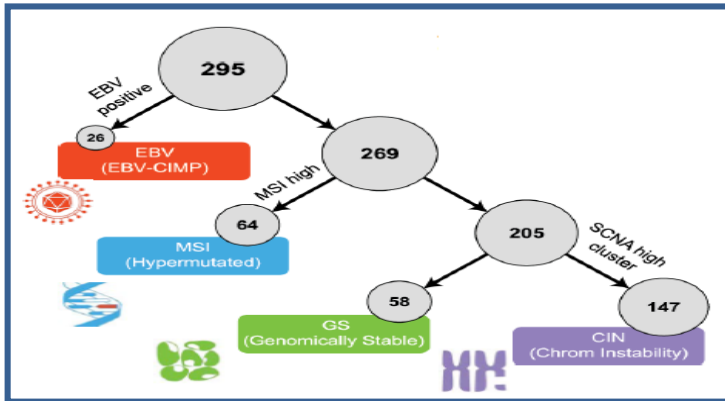 295
EBV
positive
26
EBV
(EBV-CIMP)
269
MSI high
64
MSI
(Hypermutated)
205
SCNA high
cluster
58
GS
(Genomically Stable)
147
CIN
(Chrom Instability)